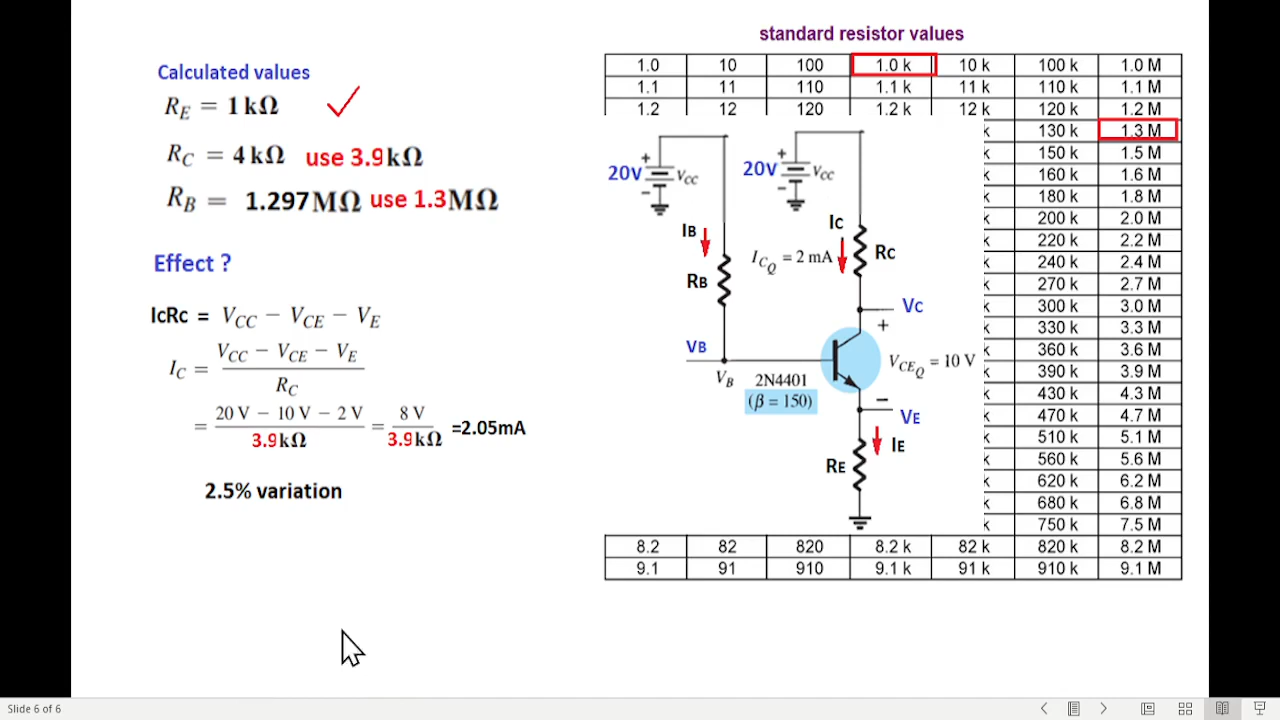 standard resistor values
Calculated values
R_E = 1 kΩ
R_C = 4 kΩ use 3.9kΩ
R_B = 1.297MΩ use 1.3MΩ
Effect ?
IcRc = V_CC − V_CE − V_E
I_C = (V_CC − V_CE − V_E) / R_C
= (20 V − 10 V − 2 V) / 3.9kΩ = 8 V / 3.9kΩ =2.05mA
2.5% variation
1.0 10 100 1.0 k 10 k 100 k 1.0 M
1.1 11 110 1.1 k 11 k 110 k 1.1 M
1.2 12 120 1.2 k 12 k 120 k 1.2 M
k 130 k 1.3 M
k 150 k 1.5 M
k 160 k 1.6 M
k 180 k 1.8 M
k 200 k 2.0 M
k 220 k 2.2 M
k 240 k 2.4 M
k 270 k 2.7 M
k 300 k 3.0 M
k 330 k 3.3 M
k 360 k 3.6 M
k 390 k 3.9 M
k 430 k 4.3 M
k 470 k 4.7 M
k 510 k 5.1 M
k 560 k 5.6 M
k 620 k 6.2 M
k 680 k 6.8 M
k 750 k 7.5 M
8.2 82 820 8.2 k 82 k 820 k 8.2 M
9.1 91 910 9.1 k 91 k 910 k 9.1 M
20V + − V_CC
20V + − V_CC
IB
IC
I_CQ = 2 mA
RC
RB
VC
+
VB
V_B
2N4401
(β = 150)
V_CEQ = 10 V
−
VE
IE
RE
Slide 6 of 6